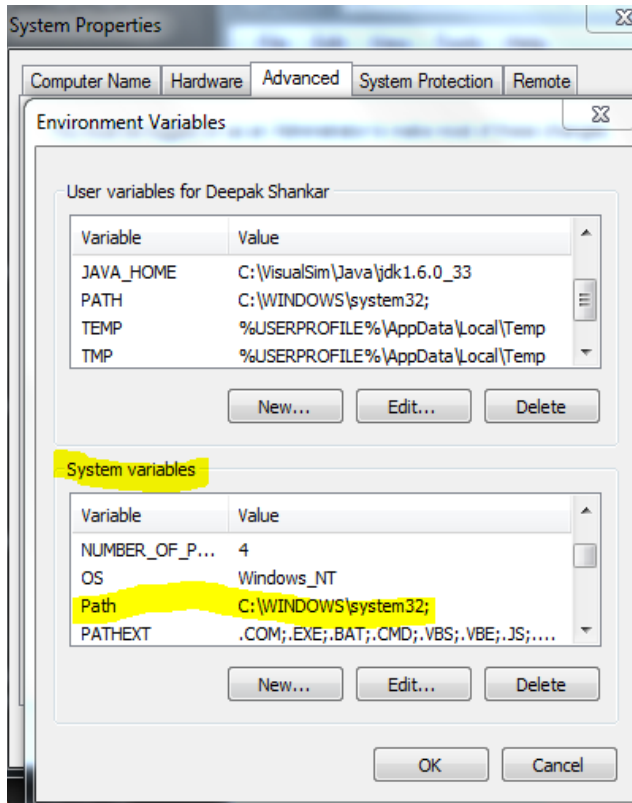 System Properties
Computer Name Hardware Advanced System Protection Remote
Environment Variables
User variables for Deepak Shankar
Variable Value
JAVA_HOME C:\VisualSim\Java\jdk1.6.0_33
PATH C:\WINDOWS\system32;
TEMP %USERPROFILE%\AppData\Local\Temp
TMP %USERPROFILE%\AppData\Local\Temp
New... Edit... Delete
System variables
Variable Value
NUMBER_OF_P... 4
OS Windows_NT
Path C:\WINDOWS\system32;
PATHEXT .COM;.EXE;.BAT;.CMD;.VBS;.VBE;.JS;....
New... Edit... Delete
OK Cancel